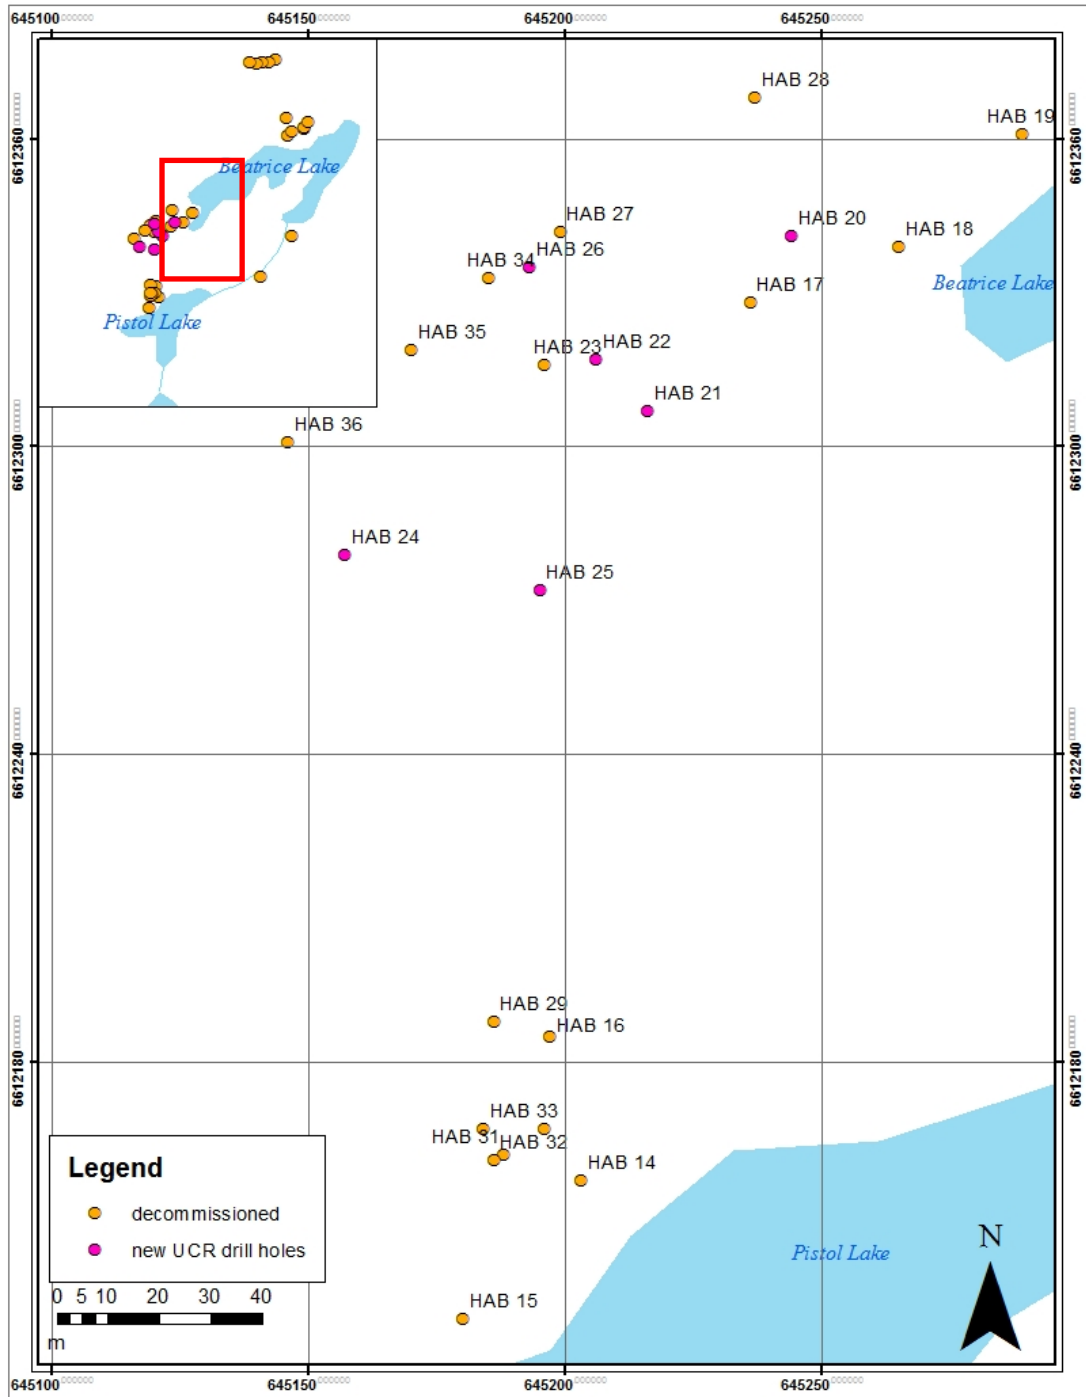 645100 645150 645200 645250
HAB 28
HAB 19
6612360 6612360
Beatrice Lake
HAB 27
HAB 20
HAB 18
HAB 26
HAB 34
HAB 17
Beatrice Lake
Pistol Lake
HAB 35
HAB 23
HAB 22
HAB 21
HAB 36
6612300 6612300
HAB 24
HAB 25
6612240 6612240
HAB 29
HAB 16
6612180 6612180
HAB 33
HAB 31
HAB 32
HAB 14
Legend
decommissioned
new UCR drill holes
Pistol Lake
N
0 5 10 20 30 40
m
HAB 15
645100 645150 645200 645250